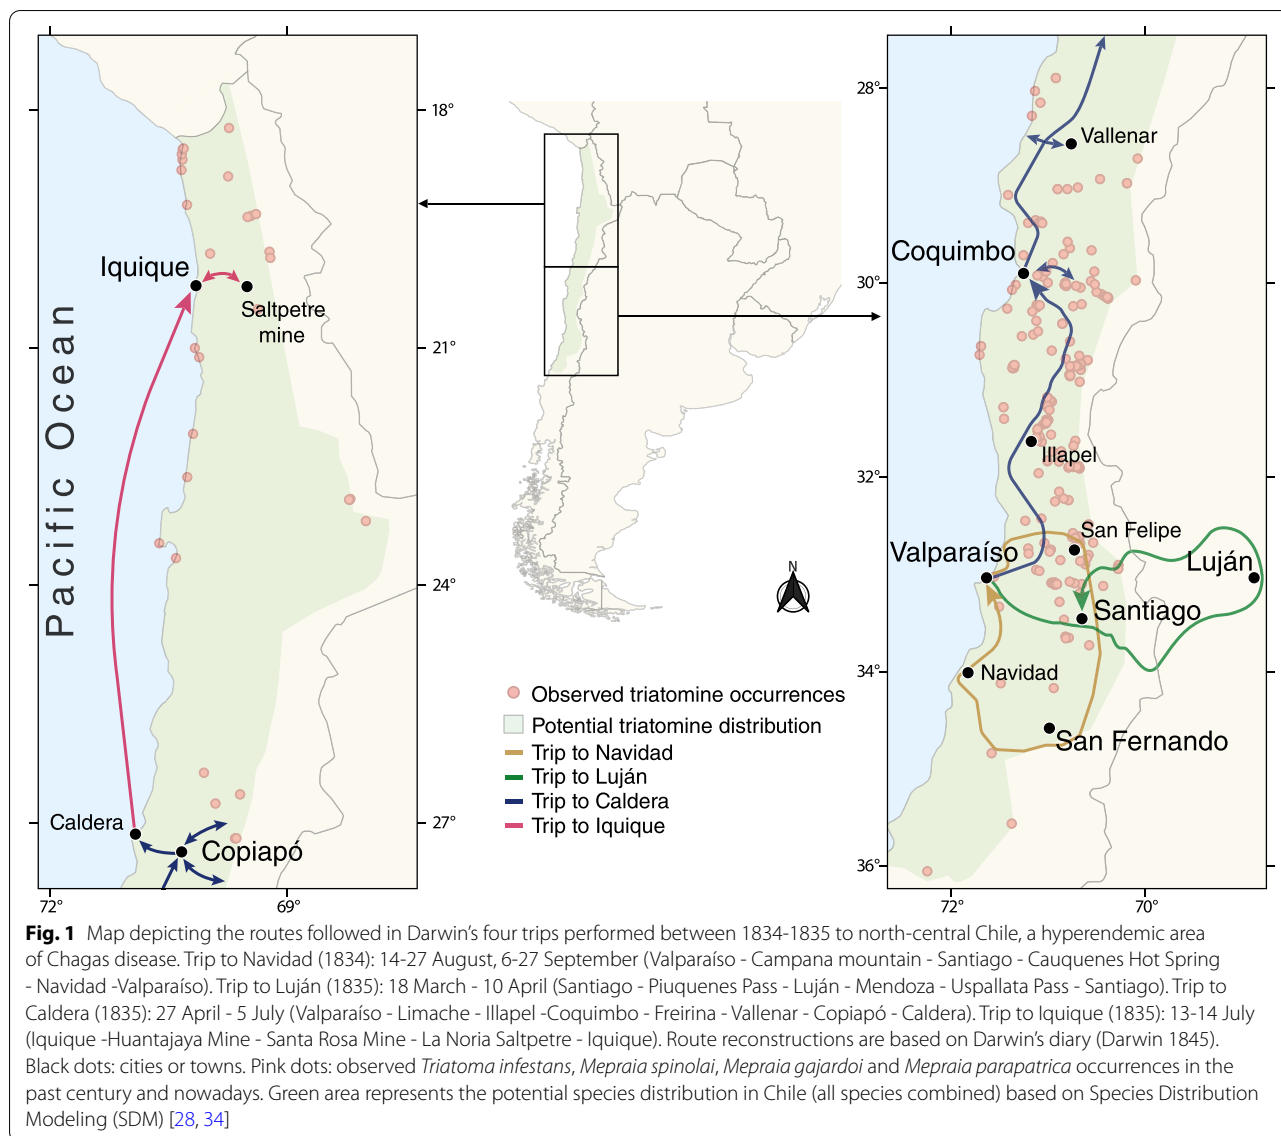 18°
21°
24°
27°
72°
69°
Pacific Ocean
Iquique
Saltpetre
mine
Caldera
Copiapó
N
Observed triatomine occurrences
Potential triatomine distribution
Trip to Navidad
Trip to Luján
Trip to Caldera
Trip to Iquique
28°
30°
32°
34°
36°
72°
70°
Vallenar
Coquimbo
Illapel
San Felipe
Valparaíso
Luján
Santiago
Navidad
San Fernando
Fig. 1 Map depicting the routes followed in Darwin's four trips performed between 1834-1835 to north-central Chile, a hyperendemic area
of Chagas disease. Trip to Navidad (1834): 14-27 August, 6-27 September (Valparaíso - Campana mountain - Santiago - Cauquenes Hot Spring
- Navidad -Valparaíso). Trip to Luján (1835): 18 March - 10 April (Santiago - Piuquenes Pass - Luján - Mendoza - Uspallata Pass - Santiago). Trip to
Caldera (1835): 27 April - 5 July (Valparaíso - Limache - Illapel -Coquimbo - Freirina - Vallenar - Copiapó - Caldera). Trip to Iquique (1835): 13-14 July
(Iquique -Huantajaya Mine - Santa Rosa Mine - La Noria Saltpetre - Iquique). Route reconstructions are based on Darwin's diary (Darwin 1845).
Black dots: cities or towns. Pink dots: observed Triatoma infestans, Mepraia spinolai, Mepraia gajardoi and Mepraia parapatrica occurrences in the
past century and nowadays. Green area represents the potential species distribution in Chile (all species combined) based on Species Distribution
Modeling (SDM) [28, 34]